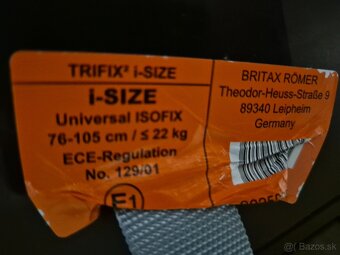 TRIFIX² i-SIZE
i-SIZE
Universal ISOFIX
76-105 cm / ≤ 22 kg
ECE-Regulation
No. 129/01
E1
BRITAX RÖMER
Theodor-Heuss-Straße 9
89340 Leipheim
Germany
Bazos.sk